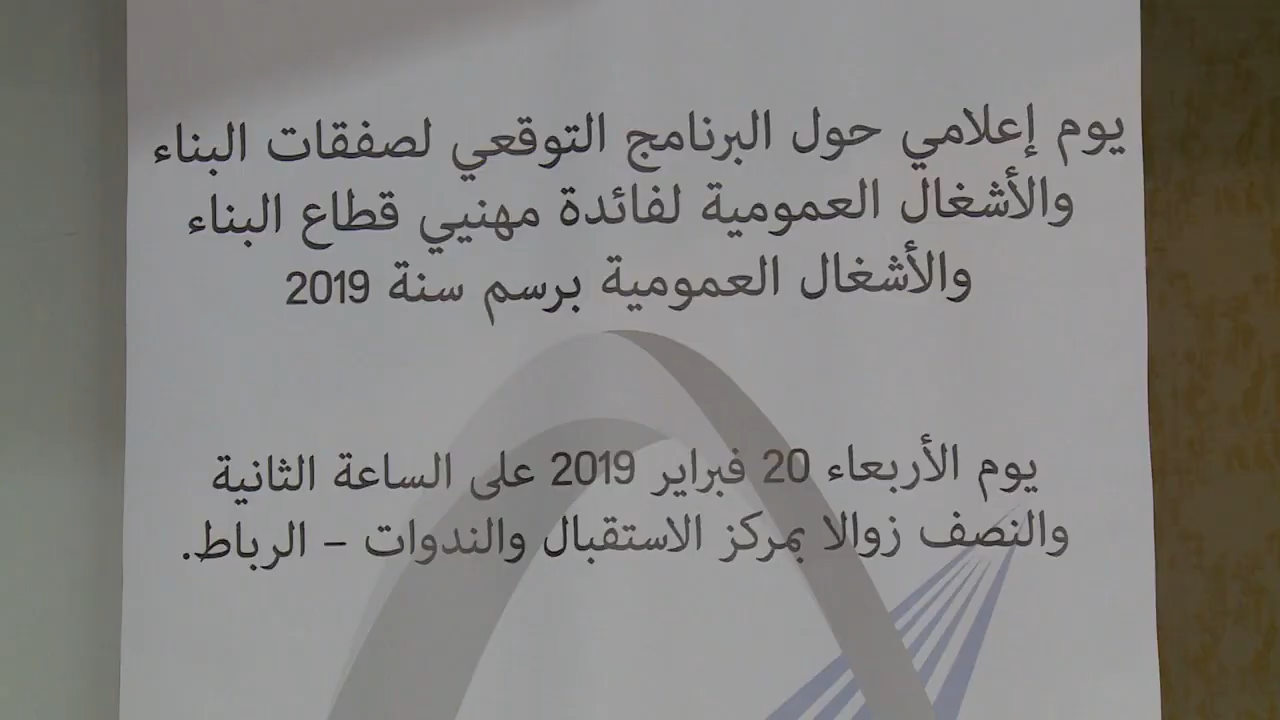 يوم إعلامي حول البرنامج التوقعي لصفقات البناء
والأشغال العمومية لفائدة مهنيي قطاع البناء
والأشغال العمومية برسم سنة 2019
يوم الأربعاء 20 فبراير 2019 على الساعة الثانية
والنصف زوالا بمركز الاستقبال والندوات – الرباط.